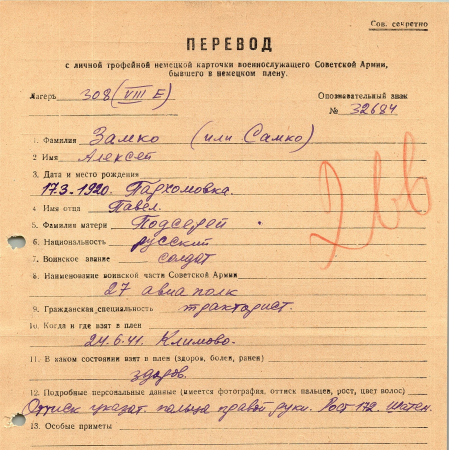 Сов. секретно
ПЕРЕВОД
с личной трофейной немецкой карточки военнослужащего Советской Армии,
бывшего в немецком плену.
Лагерь 308 (VIII E) Опознавательный знак
№ 32684
1. Фамилия Замко (или Самко)
2 Имя Алексей
3. Дата и место рождения
17.3.1920. Пархомовка.
4 Имя отца Павел.
5. Фамилия матери Подсерей
6. Национальность русский
7. Воинское звание солдат
8. Наименование воинской части Советской Армии
27 авиаполк
9. Гражданская специальность тракторист.
10. Когда и где взят в плен
24.6.41. Климово.
11. В каком состоянии взят в плен (здоров, болен, ранен)
здоров.
12. Подробные персональные данные (имеется фотография, оттиск пальцев, рост, цвет волос)
Оттиск указат. пальца правой руки. Рост 172. шатен.
13. Особые приметы